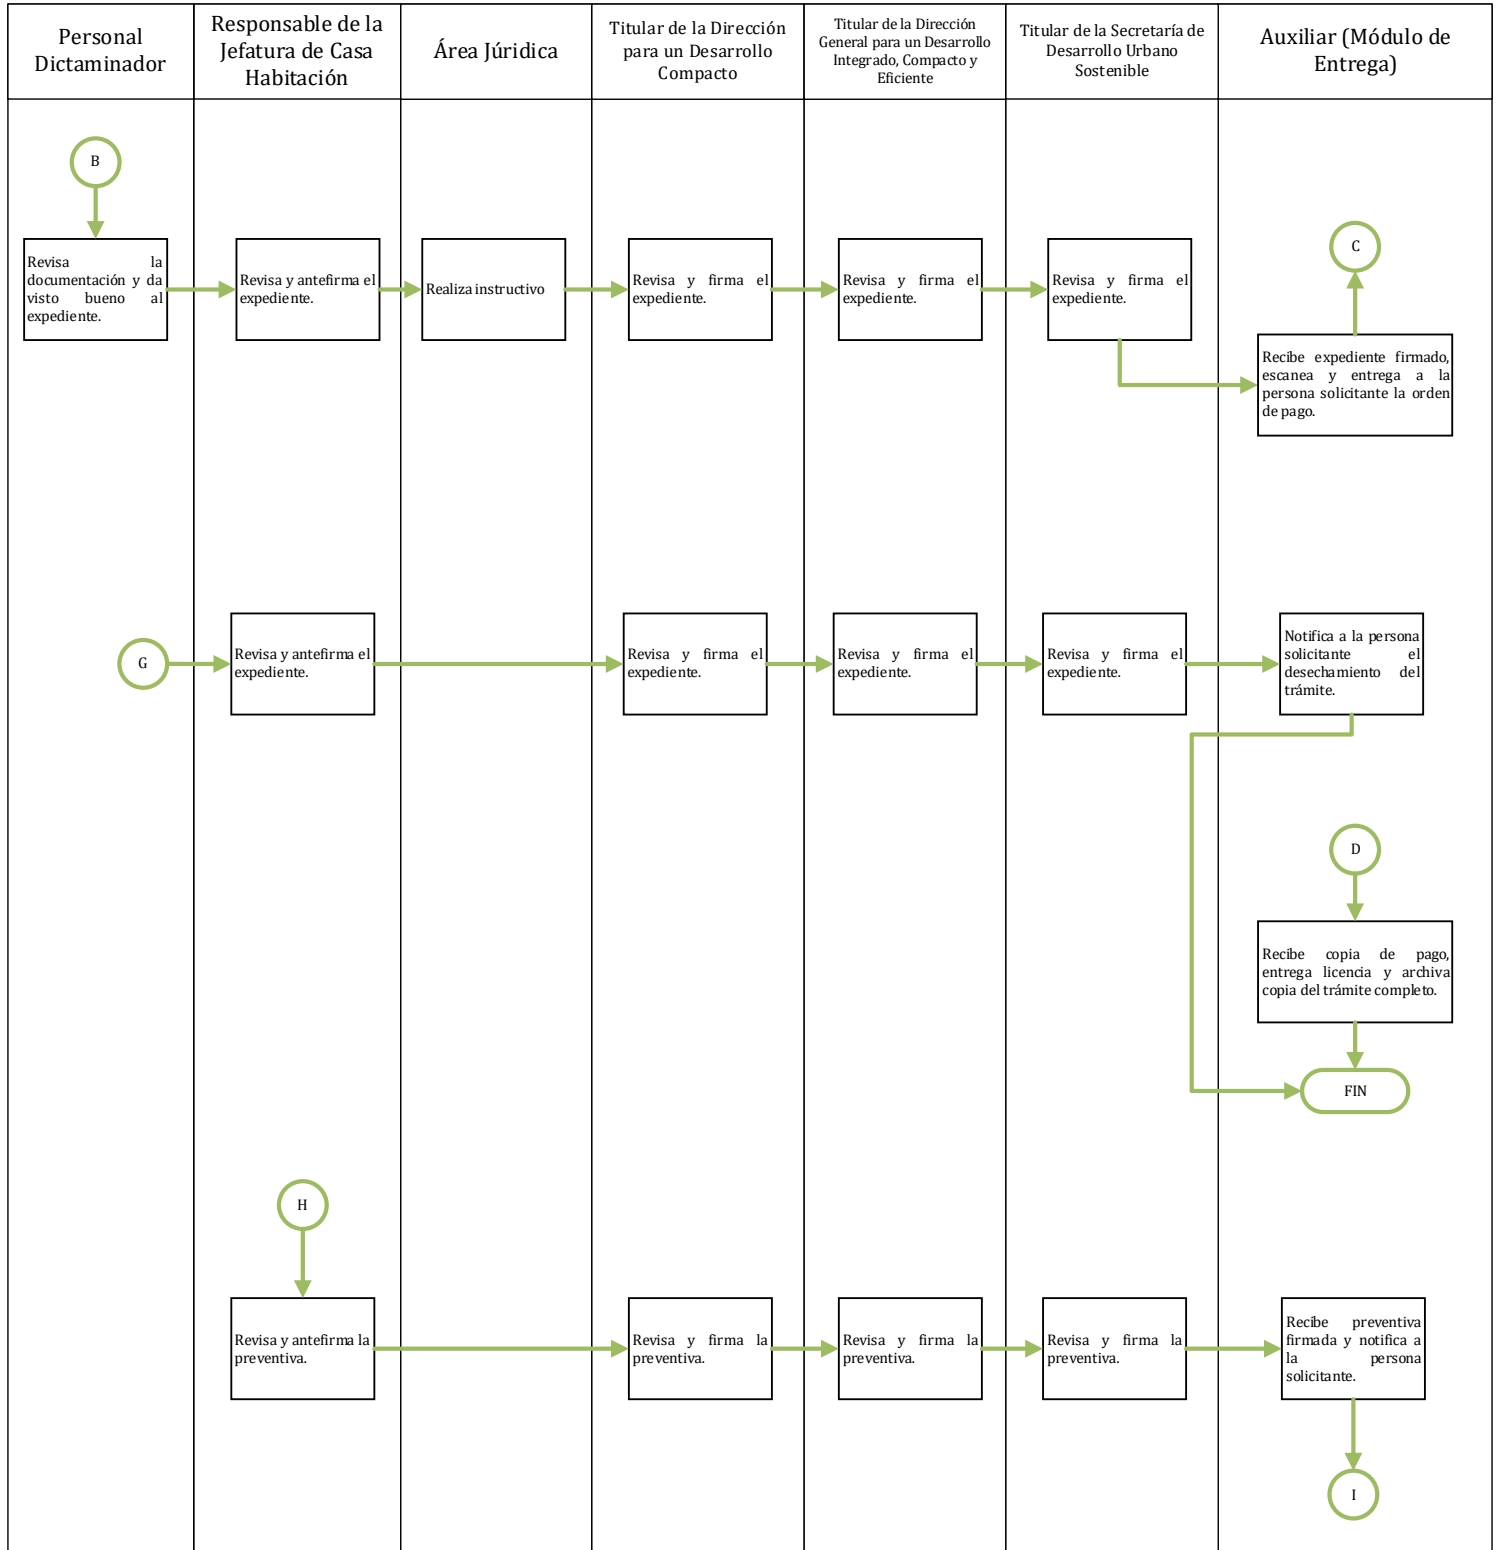 Personal
Dictaminador
Responsable de la
Jefatura de Casa
Habitación
Área Júridica
Titular de la Dirección
para un Desarrollo
Compacto
Titular de la Dirección
General para un Desarrollo
Integrado, Compacto y
Eficiente
Titular de la Secretaría de
Desarrollo Urbano
Sostenible
Auxiliar (Módulo de
Entrega)
B
Revisa la
documentación y da
visto bueno al
expediente.
Revisa y antefirma el
expediente.
Realiza instructivo
Revisa y firma el
expediente.
Revisa y firma el
expediente.
Revisa y firma el
expediente.
C
Recibe expediente firmado,
escanea y entrega a la
persona solicitante la orden
de pago.
G
Revisa y antefirma el
expediente.
Revisa y firma el
expediente.
Revisa y firma el
expediente.
Revisa y firma el
expediente.
Notifica a la persona
solicitante el
desechamiento del
trámite.
D
Recibe copia de pago,
entrega licencia y archiva
copia del trámite completo.
FIN
H
Revisa y antefirma la
preventiva.
Revisa y firma la
preventiva.
Revisa y firma la
preventiva.
Revisa y firma la
preventiva.
Recibe preventiva
firmada y notifica a
la persona
solicitante.
I